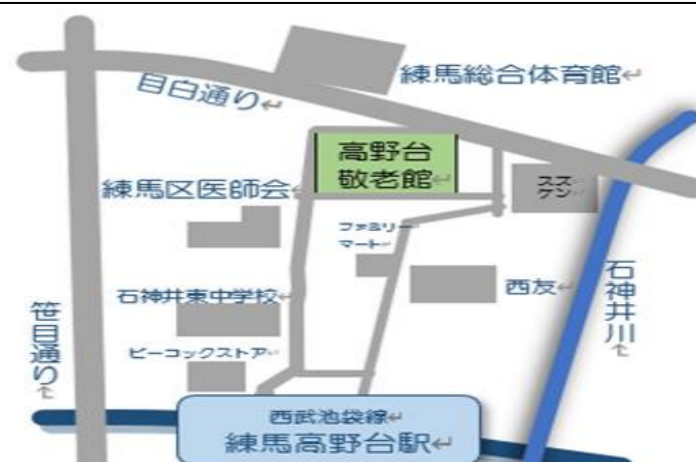 練馬総合体育館
目白通り
高野台
敬老館
スズ
ケン
練馬区医師会
ファミリー
マート
石神井東中学校
西友
石神井川
笹目通り
ピーコックストア
西武池袋線
練馬高野台駅